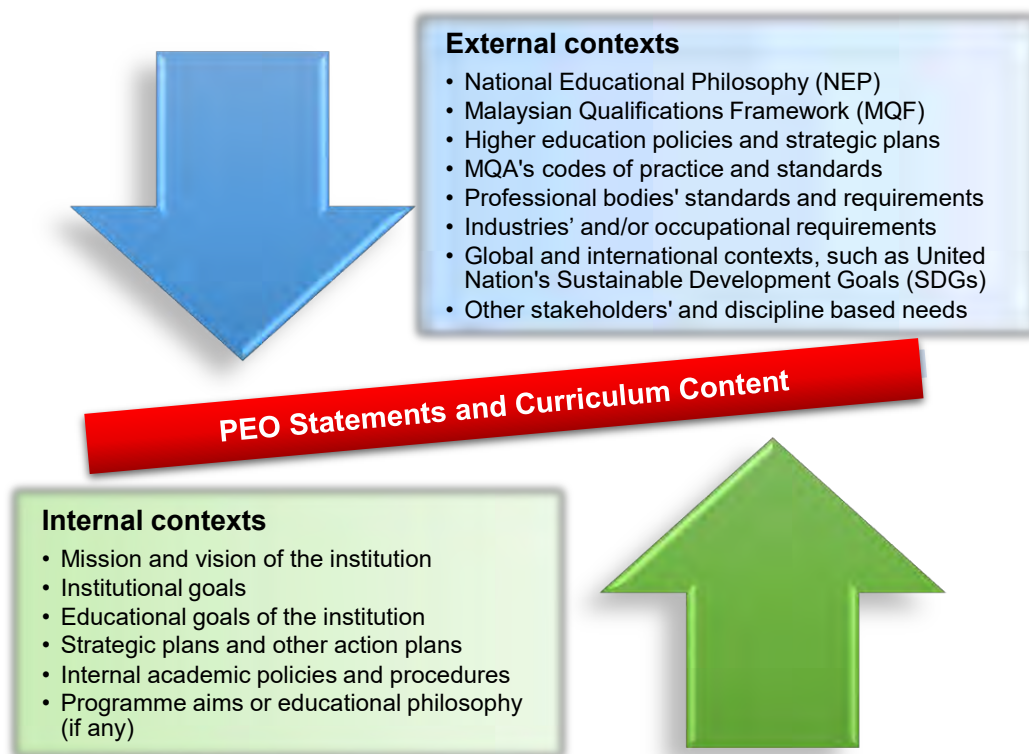 External contexts
• National Educational Philosophy (NEP)
• Malaysian Qualifications Framework (MQF)
• Higher education policies and strategic plans
• MQA's codes of practice and standards
• Professional bodies' standards and requirements
• Industries’ and/or occupational requirements
• Global and international contexts, such as United
Nation's Sustainable Development Goals (SDGs)
• Other stakeholders' and discipline based needs
PEO Statements and Curriculum Content
Internal contexts
• Mission and vision of the institution
• Institutional goals
• Educational goals of the institution
• Strategic plans and other action plans
• Internal academic policies and procedures
• Programme aims or educational philosophy
(if any)